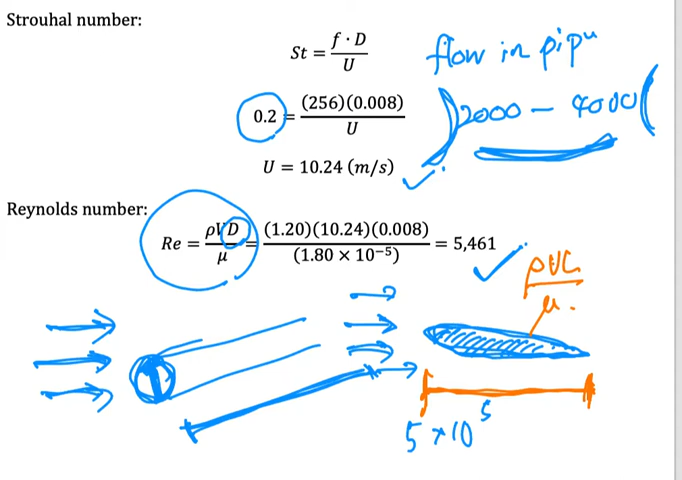 Strouhal number:
St = f · D / U
flow in pipe
0.2 = (256)(0.008) / U
2000 - 4000
U = 10.24 (m/s)
Reynolds number:
Re = ρVD / μ = (1.20)(10.24)(0.008) / (1.80 × 10⁻⁵) = 5,461
ρUC / μ.
5 × 10⁵